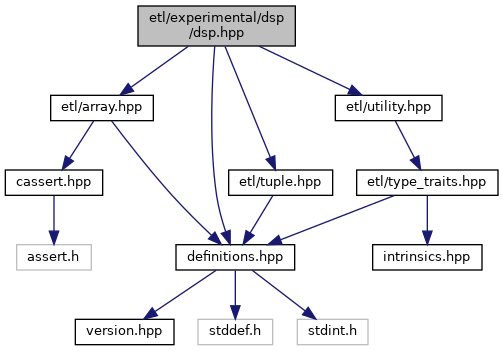 etl/experimental/dsp
/dsp.hpp
etl/array.hpp
etl/utility.hpp
cassert.hpp
etl/tuple.hpp
etl/type_traits.hpp
assert.h
definitions.hpp
intrinsics.hpp
version.hpp
stddef.h
stdint.h